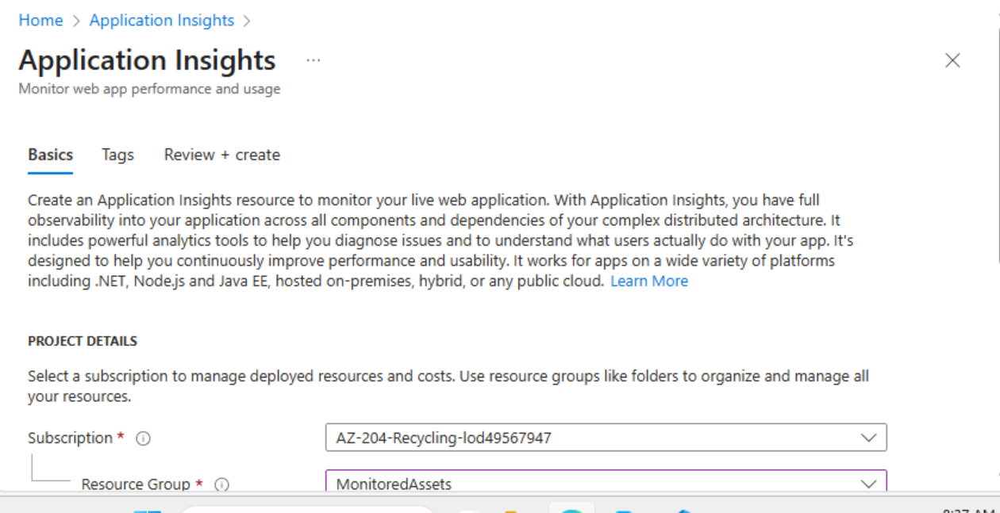 Home > Application Insights >
Application Insights ...
Monitor web app performance and usage
Basics Tags Review + create
Create an Application Insights resource to monitor your live web application. With Application Insights, you have full
observability into your application across all components and dependencies of your complex distributed architecture. It
includes powerful analytics tools to help you diagnose issues and to understand what users actually do with your app. It's
designed to help you continuously improve performance and usability. It works for apps on a wide variety of platforms
including .NET, Node.js and Java EE, hosted on-premises, hybrid, or any public cloud. Learn More
PROJECT DETAILS
Select a subscription to manage deployed resources and costs. Use resource groups like folders to organize and manage all
your resources.
Subscription * AZ-204-Recycling-lod49567947
Resource Group * MonitoredAssets